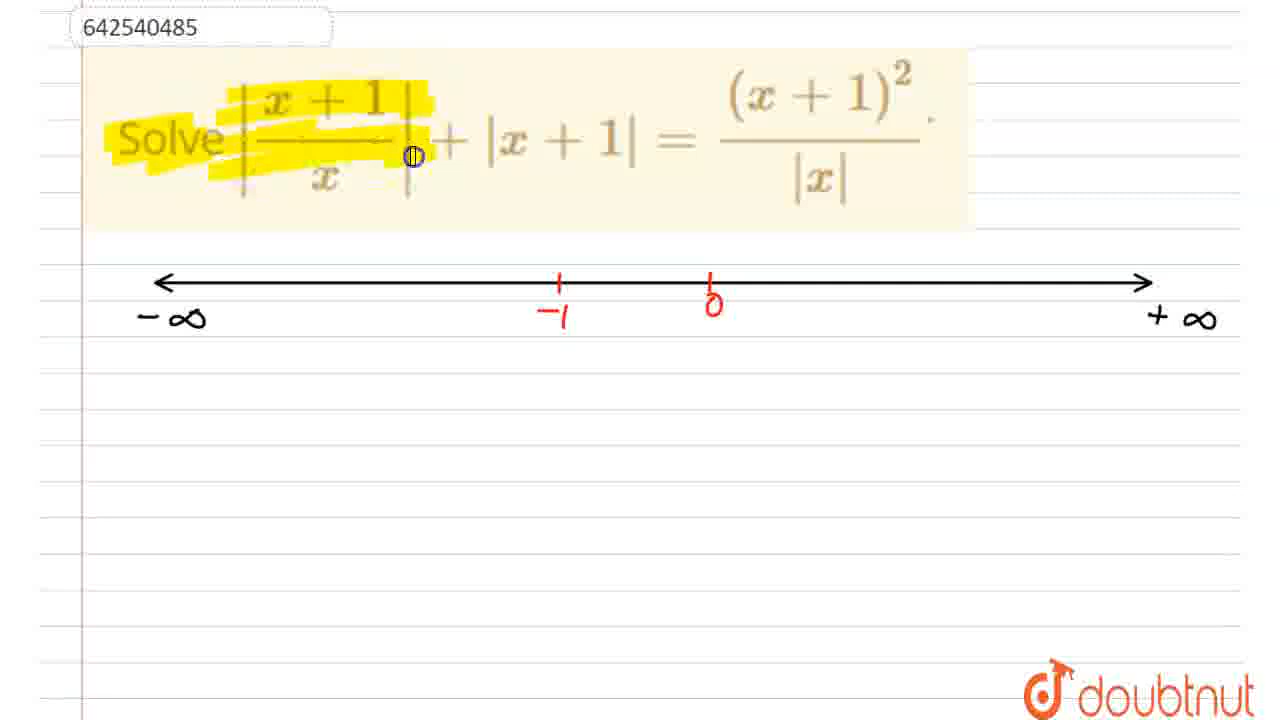 642540485
Solve |x + 1 / x| + |x + 1| = (x + 1)² / |x| .
-1 0
- ∞ + ∞
doubtnut